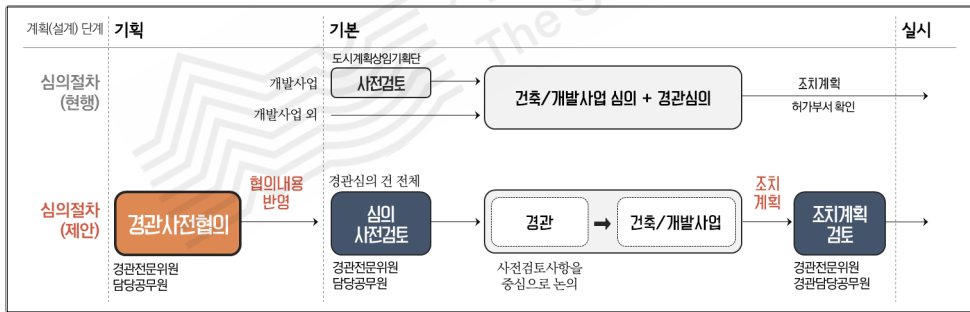 계획(설계) 단계 기획 기본 실시
심의절차
(현행)
도시계획상임기획단
개발사업
사전검토
개발사업 외
건축/개발사업 심의 + 경관심의
조치계획
허가부서 확인
심의절차
(제안)
경관사전협의
경관전문위원
담당공무원
협의내용
반영
경관심의 건 전체
심의
사전검토
경관전문위원
담당공무원
경관
건축/개발사업
사전검토사항을
중심으로 논의
조치
계획
조치계획
검토
경관전문위원
경관담당공무원
The